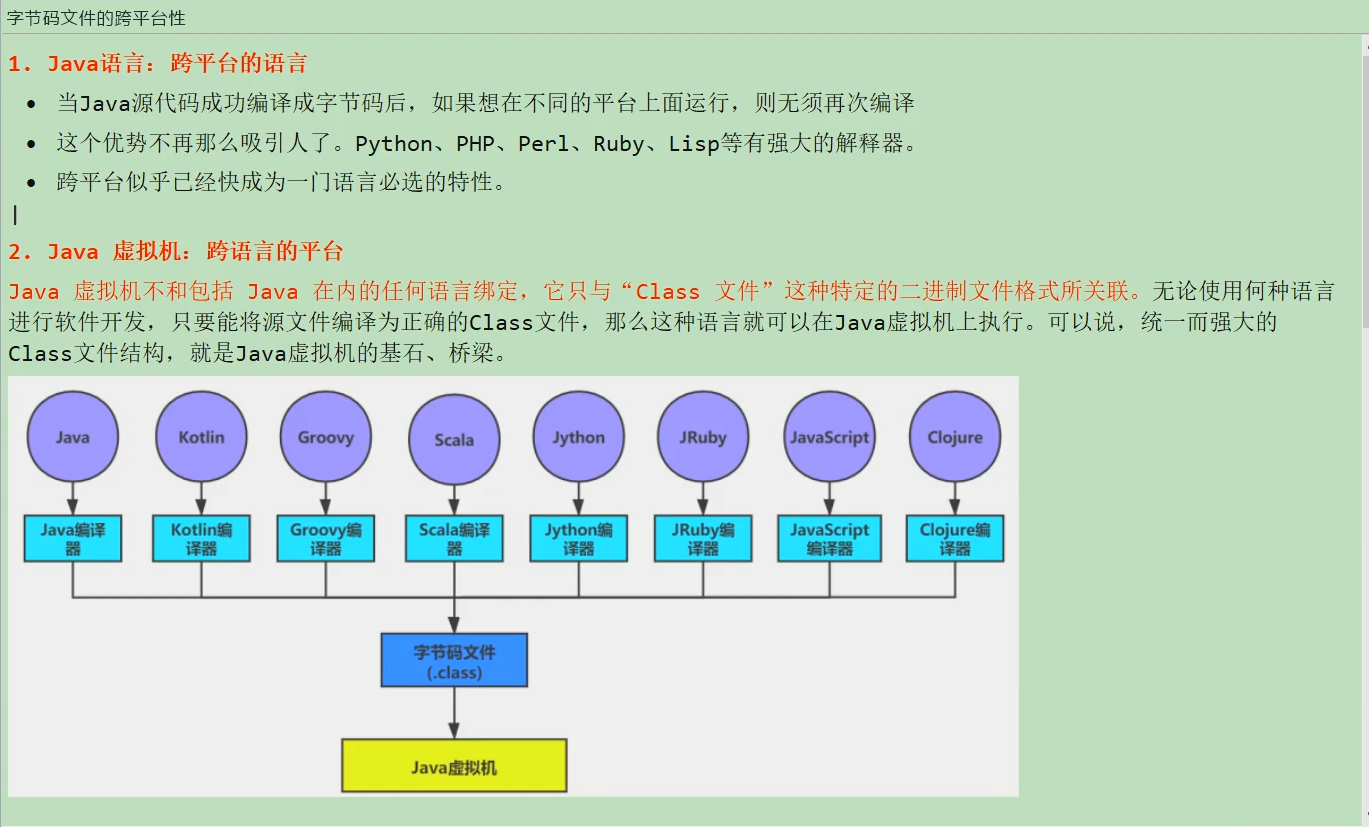 字节码文件的跨平台性
1. Java语言：跨平台的语言
• 当Java源代码成功编译成字节码后，如果想在不同的平台上面运行，则无须再次编译
• 这个优势不再那么吸引人了。Python、PHP、Perl、Ruby、Lisp等有强大的解释器。
• 跨平台似乎已经快成为一门语言必选的特性。
2. Java 虚拟机：跨语言的平台
Java 虚拟机不和包括 Java 在内的任何语言绑定，它只与“Class 文件”这种特定的二进制文件格式所关联。无论使用何种语言
进行软件开发，只要能将源文件编译为正确的Class文件，那么这种语言就可以在Java虚拟机上执行。可以说，统一而强大的
Class文件结构，就是Java虚拟机的基石、桥梁。
Java
Kotlin
Groovy
Scala
Jython
JRuby
JavaScript
Clojure
Java编译
器
Kotlin编
译器
Groovy编
译器
Scala编译
器
Jython编
译器
JRuby编
译器
JavaScript
编译器
Clojure编
译器
字节码文件
(.class)
Java虚拟机